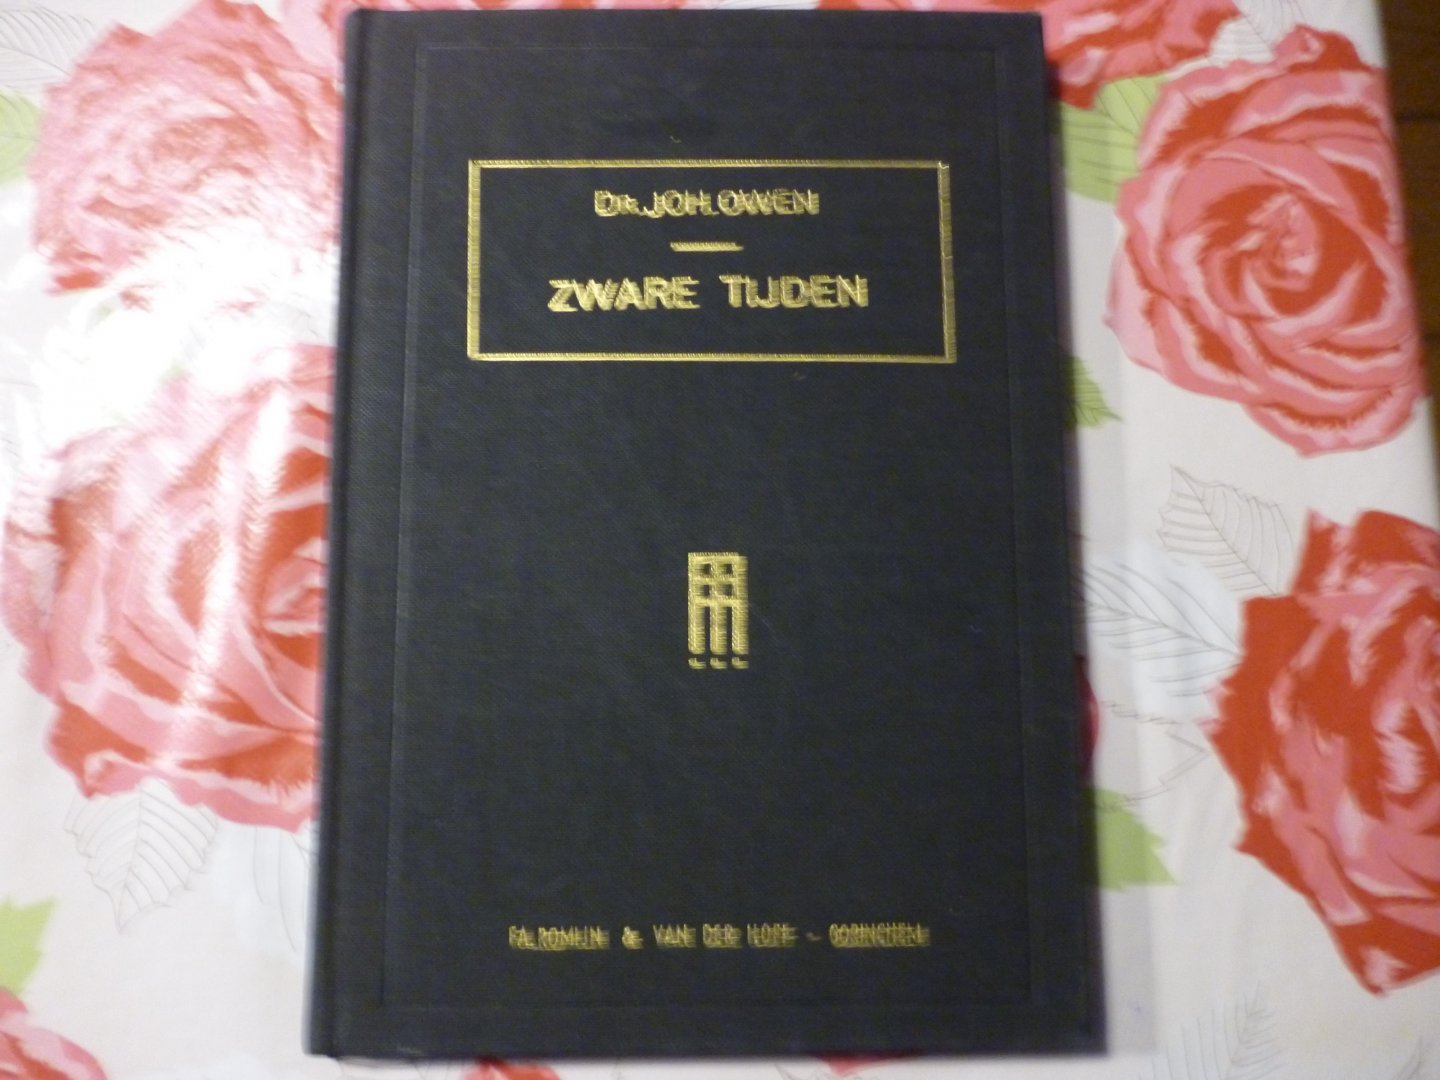 DR. JOH. OWEN
ZWARE TIJDEN
FA. ROMIJN & VAN DER HOFF - GORINCHEM